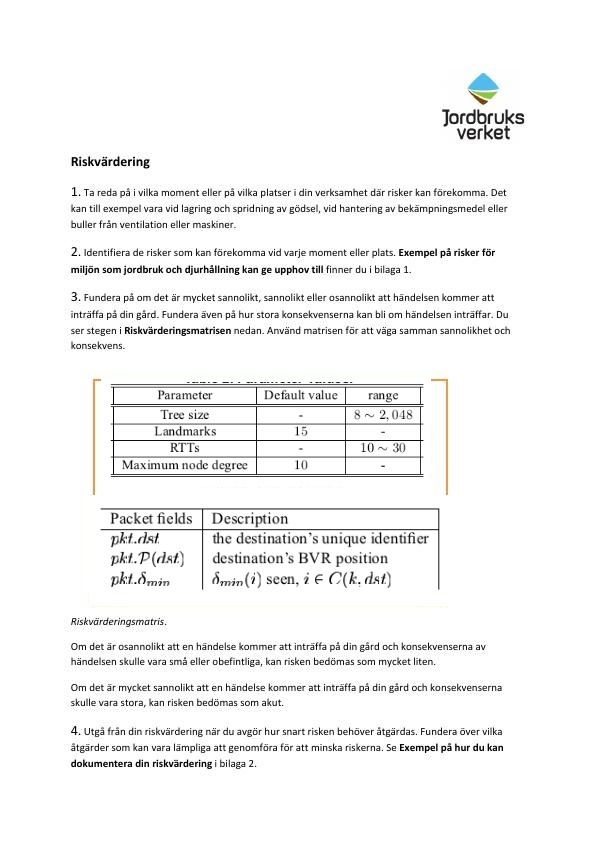 Jordbruks
verket
Riskvärdering
1. Ta reda på i vilka moment eller på vilka platser i din verksamhet där risker kan förekomma. Det
kan till exempel vara vid lagring och spridning av gödsel, vid hantering av bekämpningsmedel eller
buller från ventilation eller maskiner.
2. Identifiera de risker som kan förekomma vid varje moment eller plats. Exempel på risker för
miljön som jordbruk och djurhållning kan ge upphov till finner du i bilaga 1.
3. Fundera på om det är mycket sannolikt, sannolikt eller osannolikt att händelsen kommer att
inträffa på din gård. Fundera även på hur stora konsekvenserna kan bli om händelsen inträffar. Du
ser stegen i Riskvärderingsmatrisen nedan. Använd matrisen för att väga samman sannolikhet och
konsekvens.
Parameter Default value range
Tree size - 8 ∼ 2,048
Landmarks 15 -
RTTs - 10 ∼ 30
Maximum node degree 10 -
Packet fields Description
pkt.dst the destination's unique identifier
pkt.P(dst) destination's BVR position
pkt.δmin δmin(i) seen, i ∈ C(k, dst)
Riskvärderingsmatris.
Om det är osannolikt att en händelse kommer att inträffa på din gård och konsekvenserna av
händelsen skulle vara små eller obefintliga, kan risken bedömas som mycket liten.
Om det är mycket sannolikt att en händelse kommer att inträffa på din gård och konsekvenserna
skulle vara stora, kan risken bedömas som akut.
4. Utgå från din riskvärdering när du avgör hur snart risken behöver åtgärdas. Fundera över vilka
åtgärder som kan vara lämpliga att genomföra för att minska riskerna. Se Exempel på hur du kan
dokumentera din riskvärdering i bilaga 2.